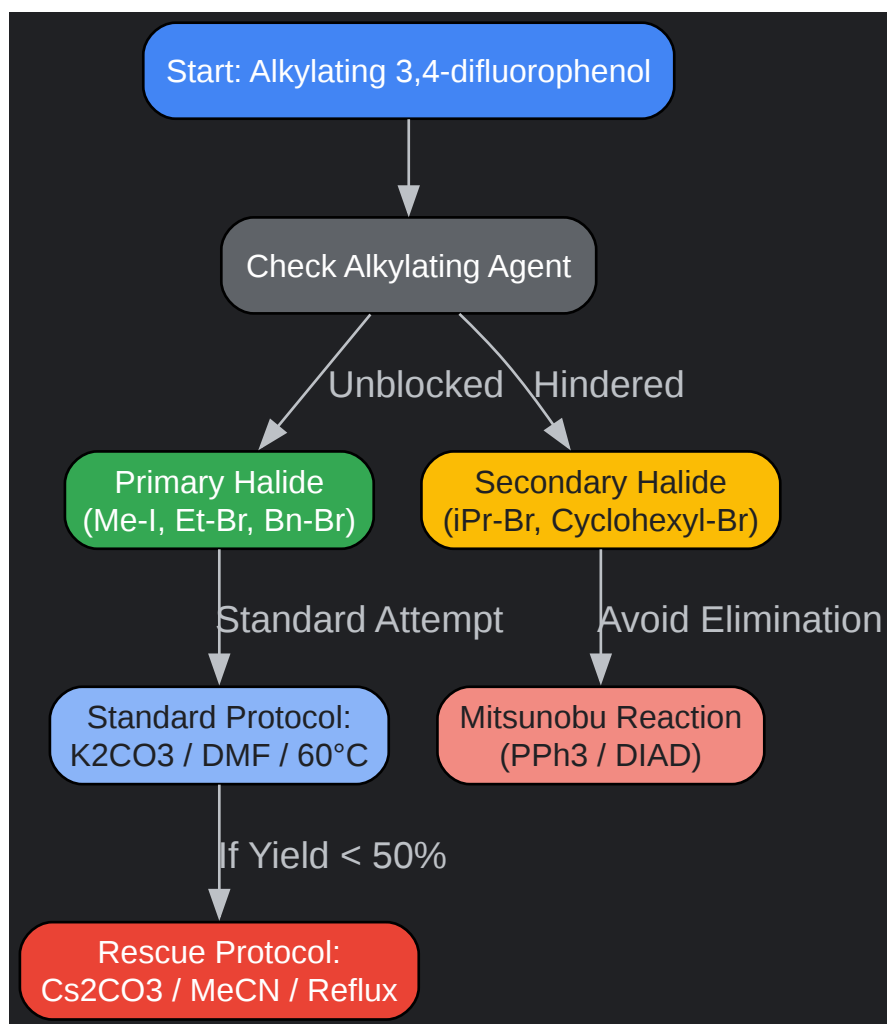 Start: Alkylating 3,4-difluorophenol
Check Alkylating Agent
Unblocked
Hindered
Primary Halide
(Me-I, Et-Br, Bn-Br)
Secondary Halide
(iPr-Br, Cyclohexyl-Br)
Standard Attempt
Avoid Elimination
Standard Protocol:
K2CO3 / DMF / 60°C
Mitsunobu Reaction
(PPh3 / DIAD)
If Yield < 50%
Rescue Protocol:
Cs2CO3 / MeCN / Reflux